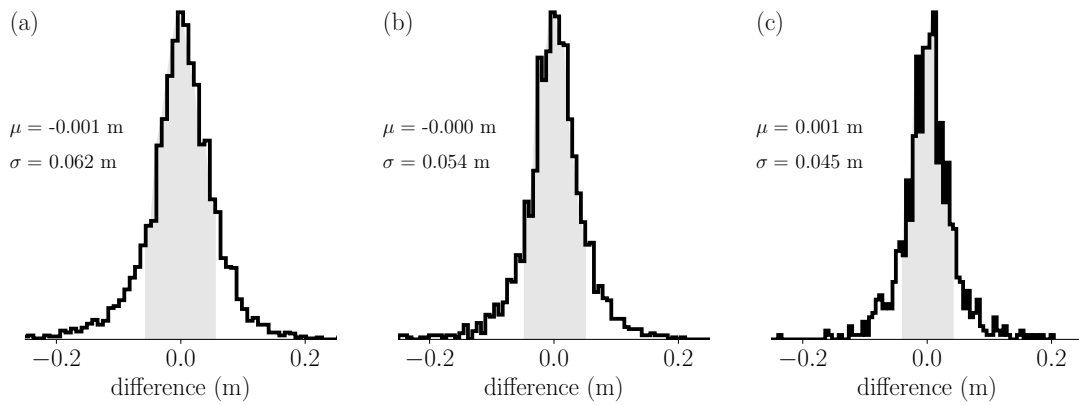 (a)
μ = -0.001 m
σ = 0.062 m
−0.2 0.0 0.2
difference (m)
(b)
μ = -0.000 m
σ = 0.054 m
−0.2 0.0 0.2
difference (m)
(c)
μ = 0.001 m
σ = 0.045 m
−0.2 0.0 0.2
difference (m)